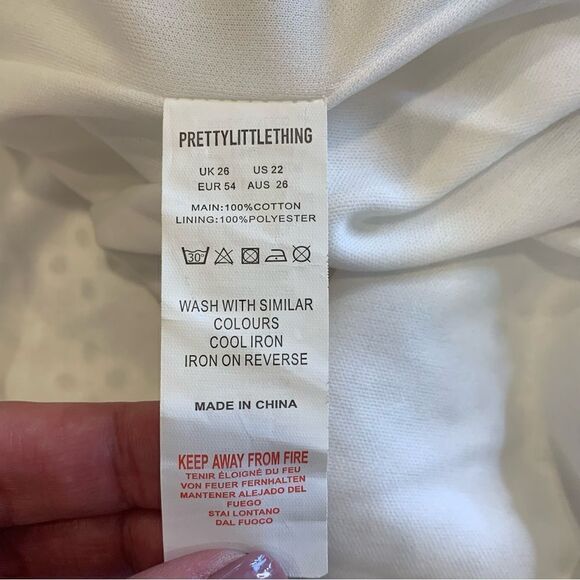 PRETTYLITTLETHING
UK 26 US 22
EUR 54 AUS 26
MAIN:100%COTTON
LINING:100%POLYESTER
30°
WASH WITH SIMILAR
COLOURS
COOL IRON
IRON ON REVERSE
MADE IN CHINA
KEEP AWAY FROM FIRE
TENIR ÉLOIGNÉ DU FEU
VON FEUER FERNHALTEN
MANTENER ALEJADO DEL
FUEGO
STAI LONTANO
DAL FUOCO